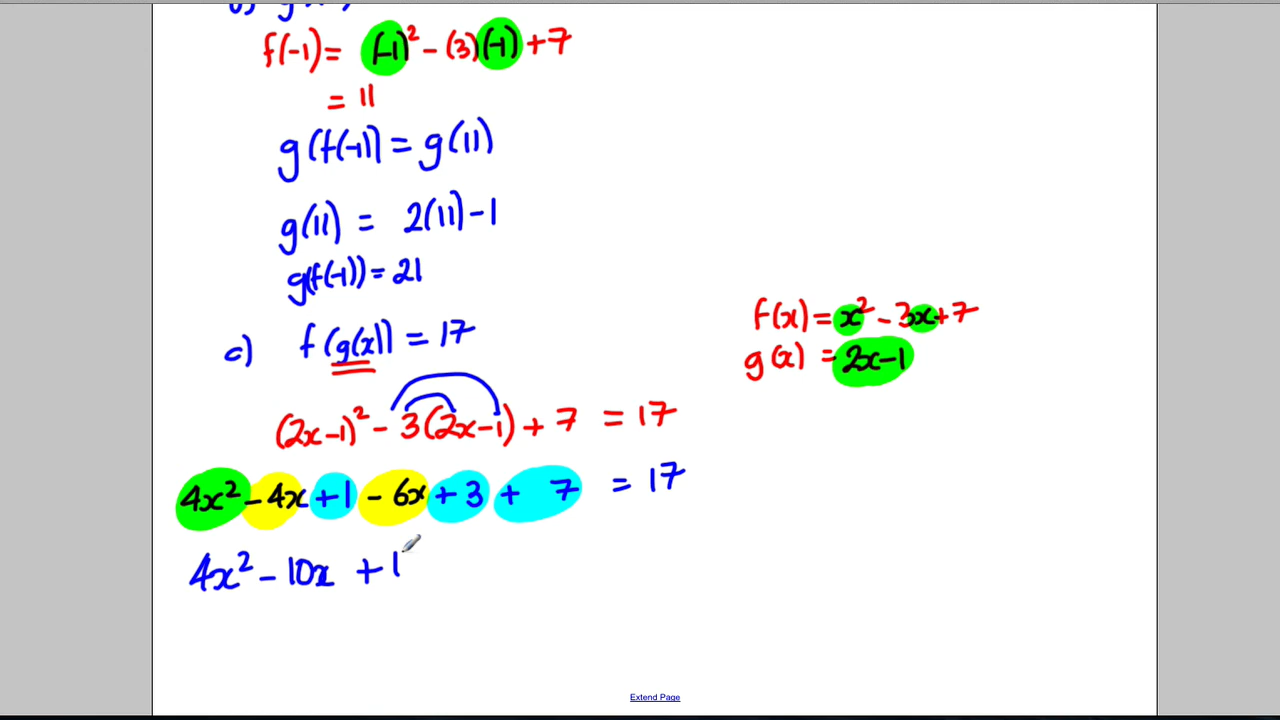 f(-1) = (-1)² - (3)(-1) + 7
= 11
g(f(-1)) = g(11)
g(11) = 2(11) - 1
g(f(-1)) = 21
c) f(g(x)) = 17
f(x) = x² - 3x + 7
g(x) = 2x - 1
(2x - 1)² - 3(2x - 1) + 7 = 17
4x² - 4x + 1 - 6x + 3 + 7 = 17
4x² - 10x + 1
Extend Page